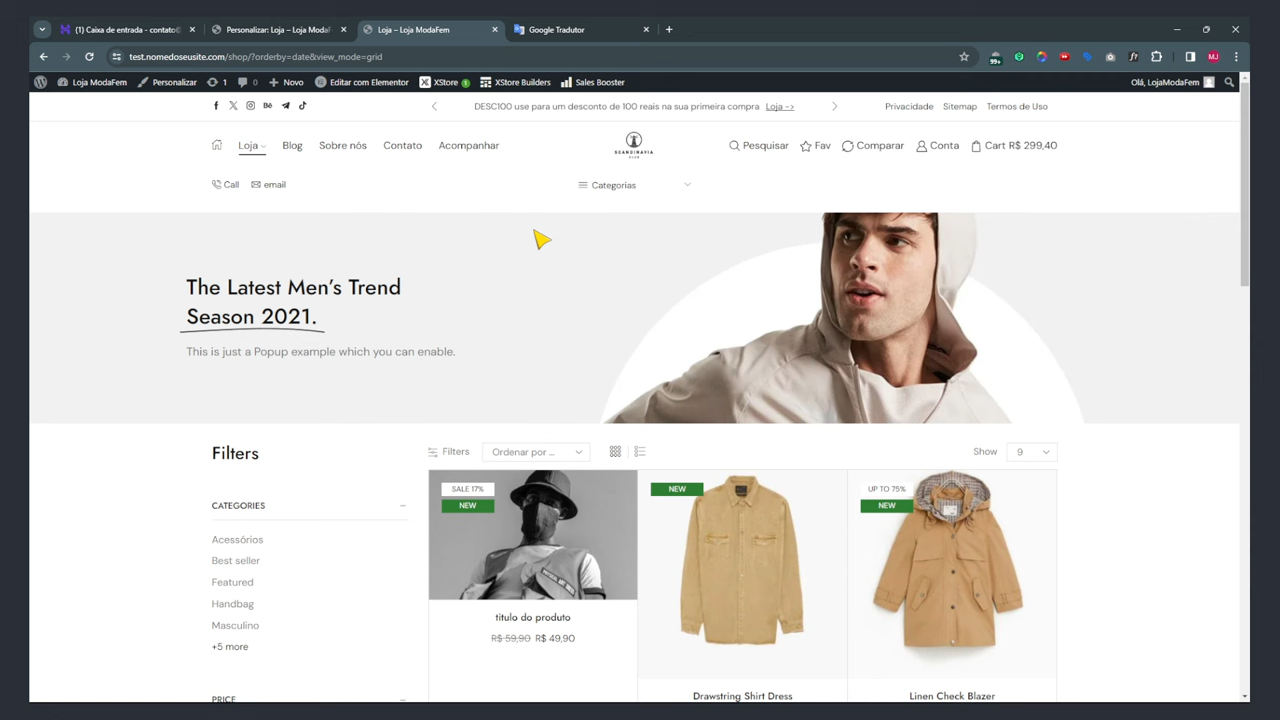 (1) Caixa de entrada - contato@
Personalizar: Loja – Loja ModaF
Loja – Loja ModaFem
Google Tradutor
test.nomedoseusite.com/shop/?orderby=date&view_mode=grid
99+
MJ
Loja ModaFem
Personalizar
1
0
Novo
Editar com Elementor
XStore 1
XStore Builders
Sales Booster
Olá, LojaModaFem
DESC100 use para um desconto de 100 reais na sua primeira compra Loja ->
Privacidade
Sitemap
Termos de Uso
Loja
Blog
Sobre nós
Contato
Acompanhar
SCANDINAVIA
CLUB
Pesquisar
Fav
Comparar
Conta
Cart R$ 299,40
Call
email
Categorias
The Latest Men's Trend
Season 2021.
This is just a Popup example which you can enable.
Filters
Filters
Ordenar por ...
Show
9
CATEGORIES
Acessórios
Best seller
Featured
Handbag
Masculino
+5 more
PRICE
SALE 17%
NEW
titulo do produto
R$ 59,90 R$ 49,90
NEW
Drawstring Shirt Dress
UP TO 75%
NEW
Linen Check Blazer